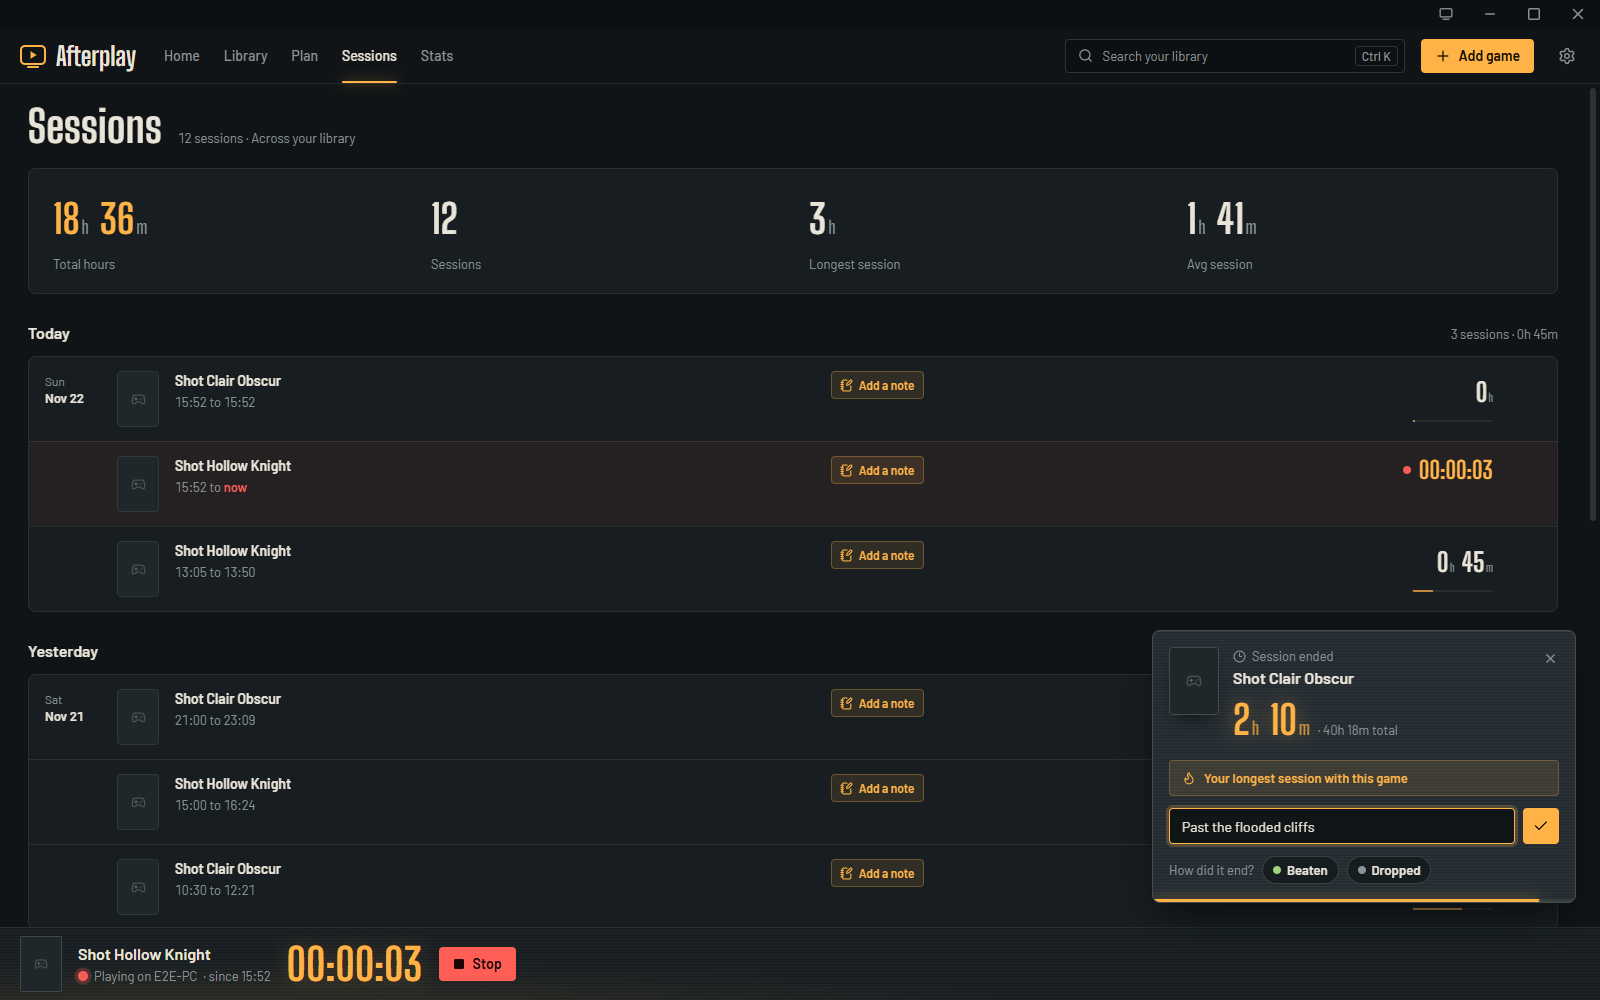 Afterplay
Home
Library
Plan
Sessions
Stats
Search your library
Ctrl K
Add game
Sessions
12 sessions · Across your library
18h 36m
12
3h
1h 41m
Total hours
Sessions
Longest session
Avg session
Today
3 sessions · 0h 45m
Sun
Nov 22
Shot Clair Obscur
15:52 to 15:52
Add a note
0h
Shot Hollow Knight
15:52 to now
Add a note
00:00:03
Shot Hollow Knight
13:05 to 13:50
Add a note
0h 45m
Yesterday
Sat
Nov 21
Shot Clair Obscur
21:00 to 23:09
Add a note
Shot Hollow Knight
15:00 to 16:24
Add a note
Shot Clair Obscur
10:30 to 12:21
Add a note
Session ended
Shot Clair Obscur
2h 10m · 40h 18m total
Your longest session with this game
Past the flooded cliffs
How did it end?
Beaten
Dropped
Shot Hollow Knight
Playing on E2E-PC · since 15:52
00:00:03
Stop